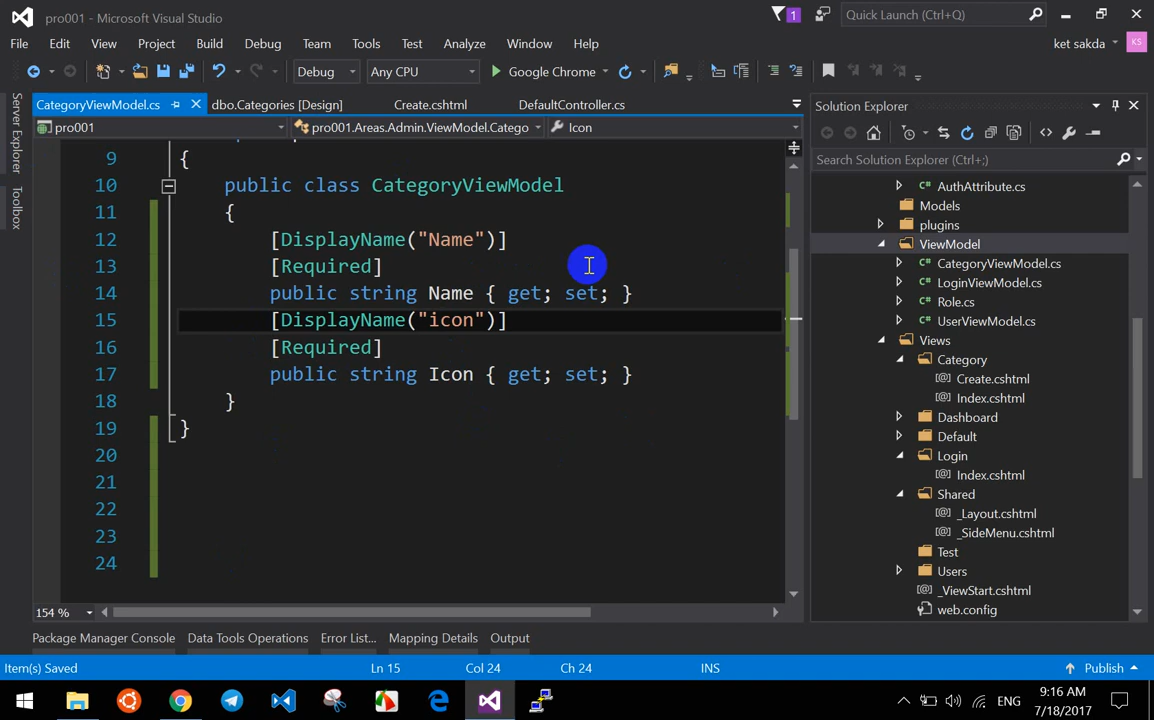 pro001 - Microsoft Visual Studio
1
Quick Launch (Ctrl+Q)
File Edit View Project Build Debug Team Tools Test Analyze Window Help
ket sakda
KS
Debug Any CPU Google Chrome
CategoryViewModel.cs dbo.Categories [Design] Create.cshtml DefaultController.cs
pro001 pro001.Areas.Admin.ViewModel.Catego Icon
9 {
10 public class CategoryViewModel
11 {
12 [DisplayName("Name")]
13 [Required]
14 public string Name { get; set; }
15 [DisplayName("icon")]
16 [Required]
17 public string Icon { get; set; }
18 }
19 }
20
21
22
23
24
154 %
Server Explorer
Toolbox
Solution Explorer
Search Solution Explorer (Ctrl+;)
AuthAttribute.cs
Models
plugins
ViewModel
CategoryViewModel.cs
LoginViewModel.cs
Role.cs
UserViewModel.cs
Views
Category
Create.cshtml
Index.cshtml
Dashboard
Default
Login
Index.cshtml
Shared
_Layout.cshtml
_SideMenu.cshtml
Test
Users
_ViewStart.cshtml
web.config
Package Manager Console Data Tools Operations Error List... Mapping Details Output
Item(s) Saved Ln 15 Col 24 Ch 24 INS Publish
ENG
9:16 AM
7/18/2017